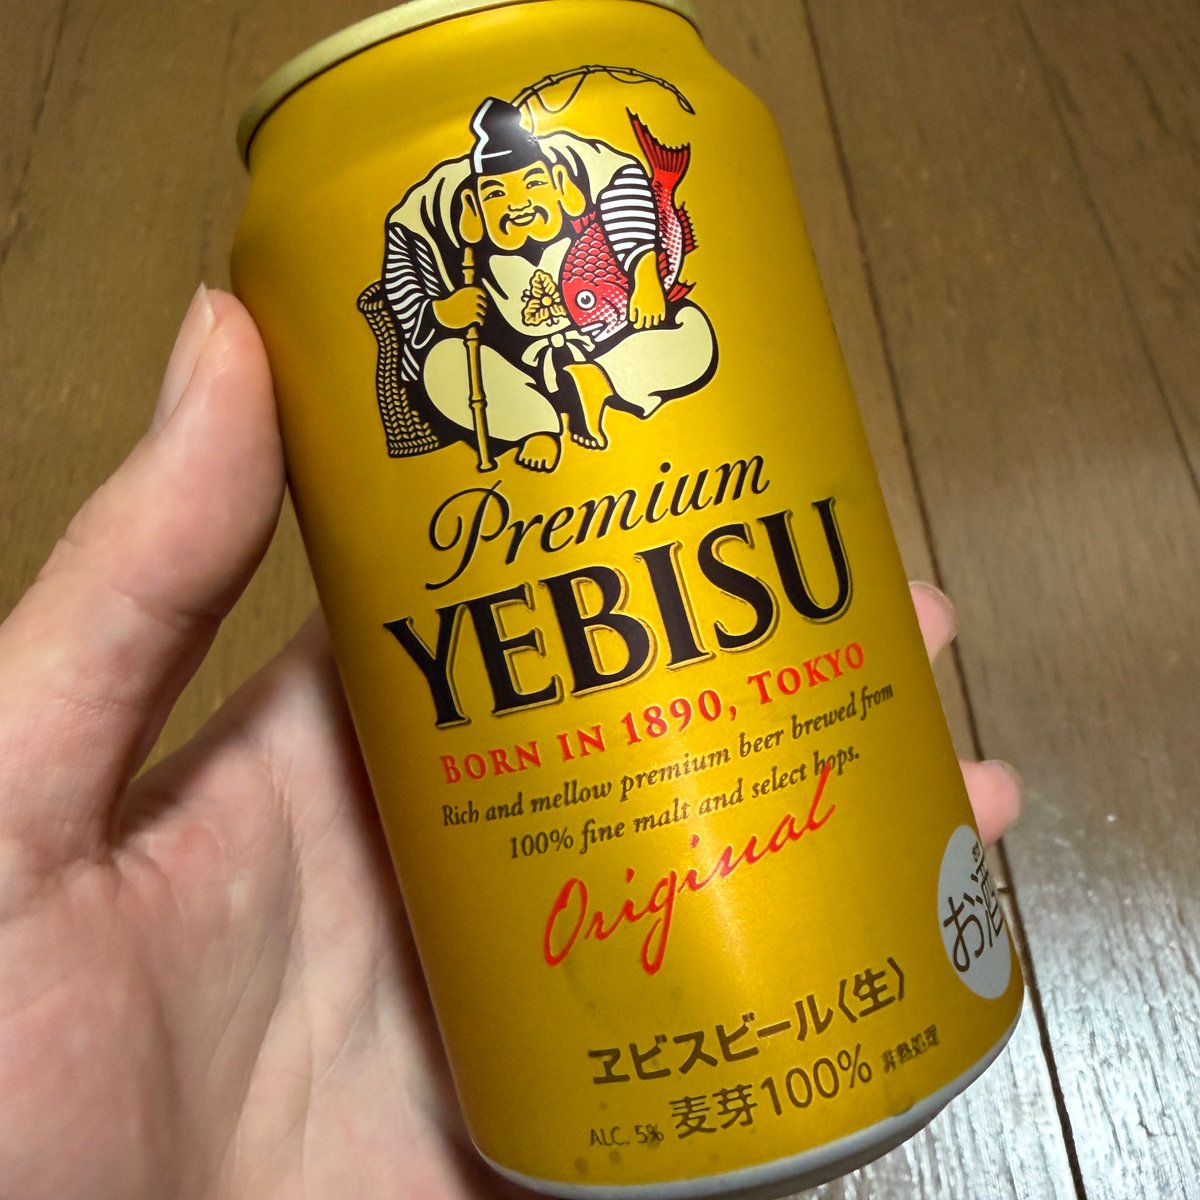 Premium
YEBISU
BORN IN 1890, TOKYO
Rich and mellow premium beer brewed from
100% fine malt and select hops.
Original
お酒
ヱビスビール〈生〉
ALC. 5% 麦芽100% 非熱処理